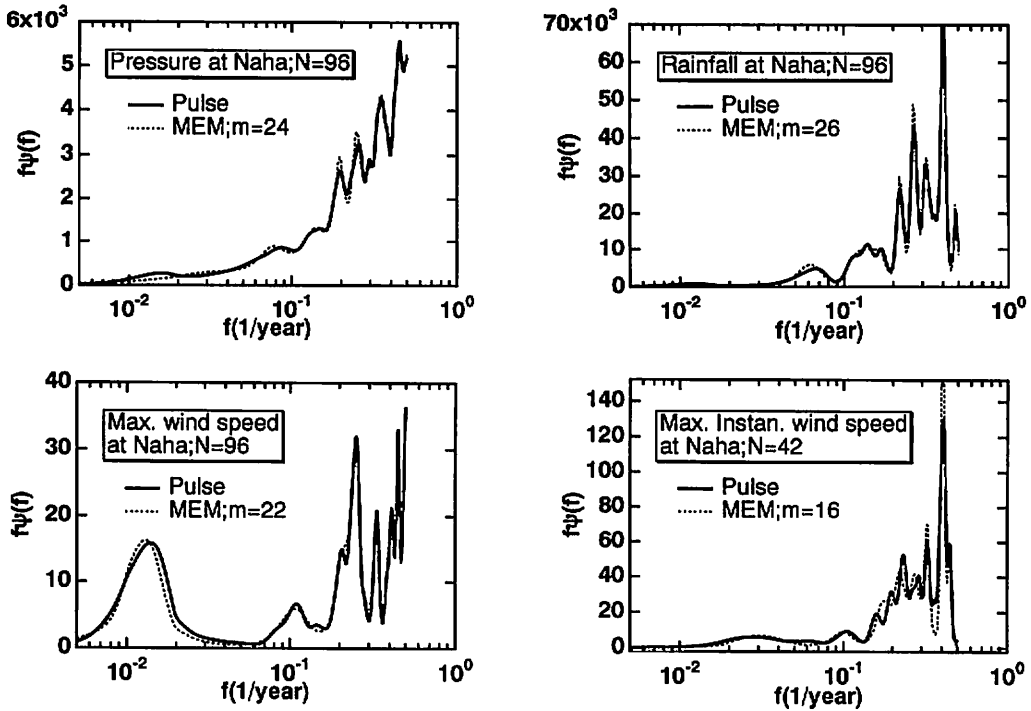 6x10³
5
4
3
2
1
0
fψ(f)
Pressure at Naha;N=96
Pulse
MEM;m=24
10⁻²
10⁻¹
10⁰
f(1/year)
70x10³
60
50
40
30
20
10
0
fψ(f)
Rainfall at Naha;N=96
Pulse
MEM;m=26
10⁻²
10⁻¹
10⁰
f(1/year)
40
30
20
10
0
fψ(f)
Max. wind speed
at Naha;N=96
Pulse
MEM;m=22
10⁻²
10⁻¹
10⁰
f(1/year)
140
120
100
80
60
40
20
0
fψ(f)
Max. Instan. wind speed
at Naha;N=42
Pulse
MEM;m=16
10⁻²
10⁻¹
10⁰
f(1/year)